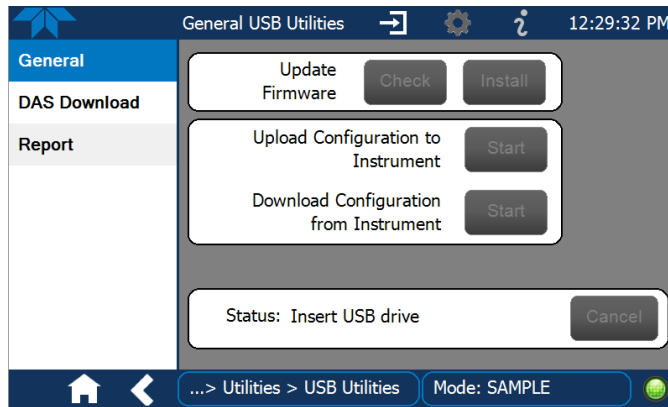 General USB Utilities 12:29:32 PM
General
DAS Download
Report
Update
Firmware
Check
Install
Upload Configuration to
Instrument
Start
Download Configuration
from Instrument
Start
Status: Insert USB drive
Cancel
...> Utilities > USB Utilities
Mode: SAMPLE